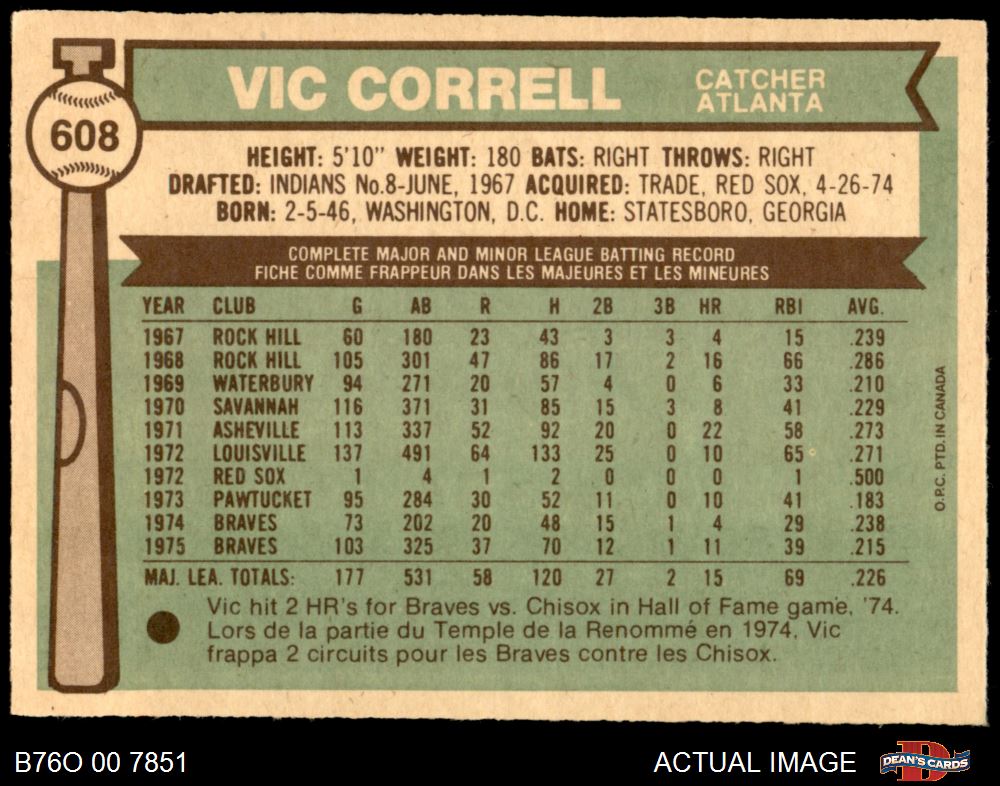 608
VIC CORRELL
CATCHER
ATLANTA
HEIGHT: 5'10" WEIGHT: 180 BATS: RIGHT THROWS: RIGHT
DRAFTED: INDIANS No.8-JUNE, 1967 ACQUIRED: TRADE, RED SOX, 4-26-74
BORN: 2-5-46, WASHINGTON, D.C. HOME: STATESBORO, GEORGIA
COMPLETE MAJOR AND MINOR LEAGUE BATTING RECORD
FICHE COMME FRAPPEUR DANS LES MAJEURES ET LES MINEURES
YEAR CLUB G AB R H 2B 3B HR RBI AVG.
1967 ROCK HILL 60 180 23 43 3 3 4 15 .239
1968 ROCK HILL 105 301 47 86 17 2 16 66 .286
1969 WATERBURY 94 271 20 57 4 0 6 33 .210
1970 SAVANNAH 116 371 31 85 15 3 8 41 .229
1971 ASHEVILLE 113 337 52 92 20 0 22 58 .273
1972 LOUISVILLE 137 491 64 133 25 0 10 65 .271
1972 RED SOX 1 4 1 2 0 0 0 1 .500
1973 PAWTUCKET 95 284 30 52 11 0 10 41 .183
1974 BRAVES 73 202 20 48 15 1 4 29 .238
1975 BRAVES 103 325 37 70 12 1 11 39 .215
MAJ. LEA. TOTALS: 177 531 58 120 27 2 15 69 .226
Vic hit 2 HR's for Braves vs. Chisox in Hall of Fame game, '74.
Lors de la partie du Temple de la Renommé en 1974, Vic
frappa 2 circuits pour les Braves contre les Chisox.
O.P.C. PTD. IN CANADA
B76O 00 7851
ACTUAL IMAGE
DEAN'S CARDS